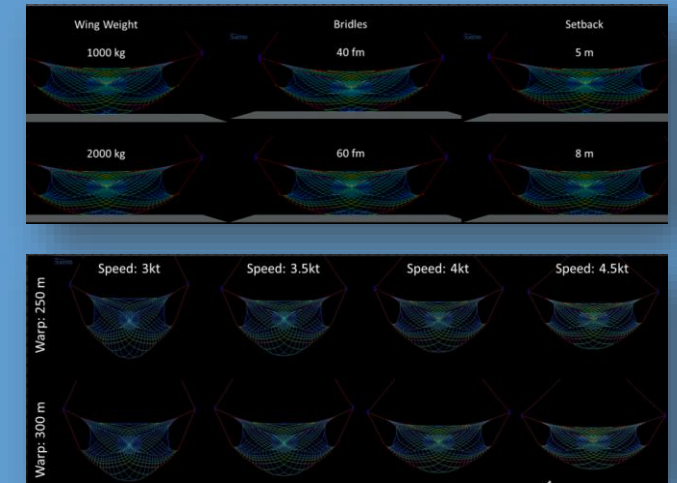 Wing Weight Bridles Setback
1000 kg 40 fm 5 m
2000 kg 60 fm 8 m
Speed: 3kt Speed: 3.5kt Speed: 4kt Speed: 4.5kt
Warp: 250 m
Warp: 300 m